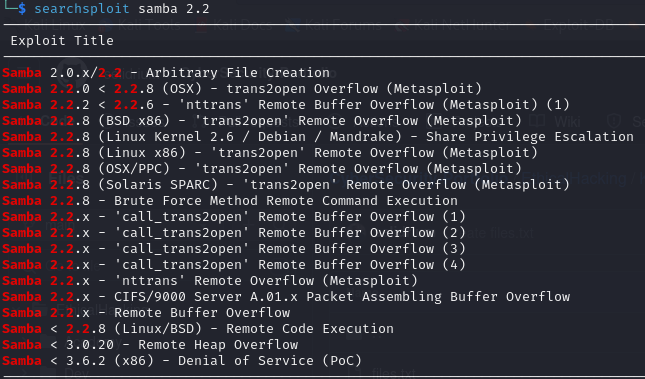 $ searchsploit samba 2.2
Exploit Title
Samba 2.0.x/2.2 - Arbitrary File Creation
Samba 2.2.0 < 2.2.8 (OSX) - trans2open Overflow (Metasploit)
Samba 2.2.2 < 2.2.6 - 'nttrans' Remote Buffer Overflow (Metasploit) (1)
Samba 2.2.8 (BSD x86) - 'trans2open' Remote Overflow (Metasploit)
Samba 2.2.8 (Linux Kernel 2.6 / Debian / Mandrake) - Share Privilege Escalation
Samba 2.2.8 (Linux x86) - 'trans2open' Remote Overflow (Metasploit)
Samba 2.2.8 (OSX/PPC) - 'trans2open' Remote Overflow (Metasploit)
Samba 2.2.8 (Solaris SPARC) - 'trans2open' Remote Overflow (Metasploit)
Samba 2.2.8 - Brute Force Method Remote Command Execution
Samba 2.2.x - 'call_trans2open' Remote Buffer Overflow (1)
Samba 2.2.x - 'call_trans2open' Remote Buffer Overflow (2)
Samba 2.2.x - 'call_trans2open' Remote Buffer Overflow (3)
Samba 2.2.x - 'call_trans2open' Remote Buffer Overflow (4)
Samba 2.2.x - 'nttrans' Remote Overflow (Metasploit)
Samba 2.2.x - CIFS/9000 Server A.01.x Packet Assembling Buffer Overflow
Samba 2.2.x - Remote Buffer Overflow
Samba < 2.2.8 (Linux/BSD) - Remote Code Execution
Samba < 3.0.20 - Remote Heap Overflow
Samba < 3.6.2 (x86) - Denial of Service (PoC)